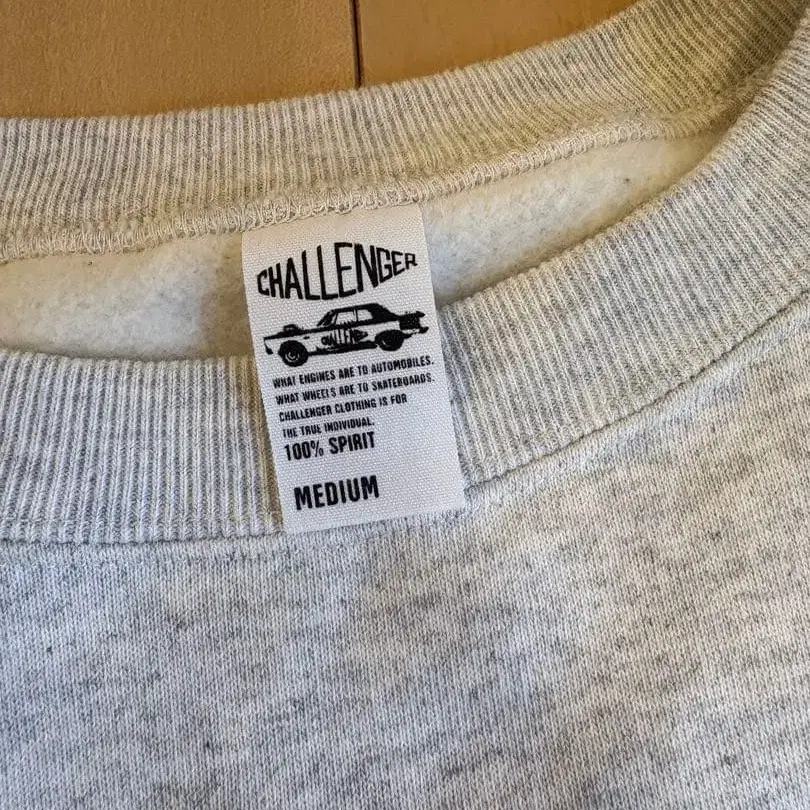 CHALLENGER
CHALLENGER
WHAT ENGINES ARE TO AUTOMOBILES.
WHAT WHEELS ARE TO SKATEBOARDS.
CHALLENGER CLOTHING IS FOR
THE TRUE INDIVIDUAL.
100% SPIRIT
MEDIUM